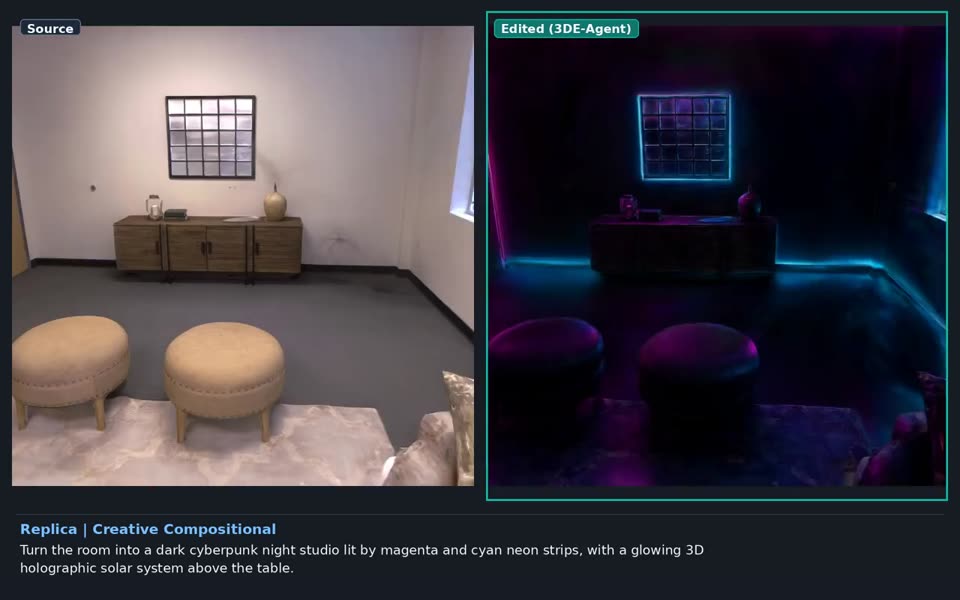 Source
Edited (3DE-Agent)
Replica | Creative Compositional
Turn the room into a dark cyberpunk night studio lit by magenta and cyan neon strips, with a glowing 3D
holographic solar system above the table.